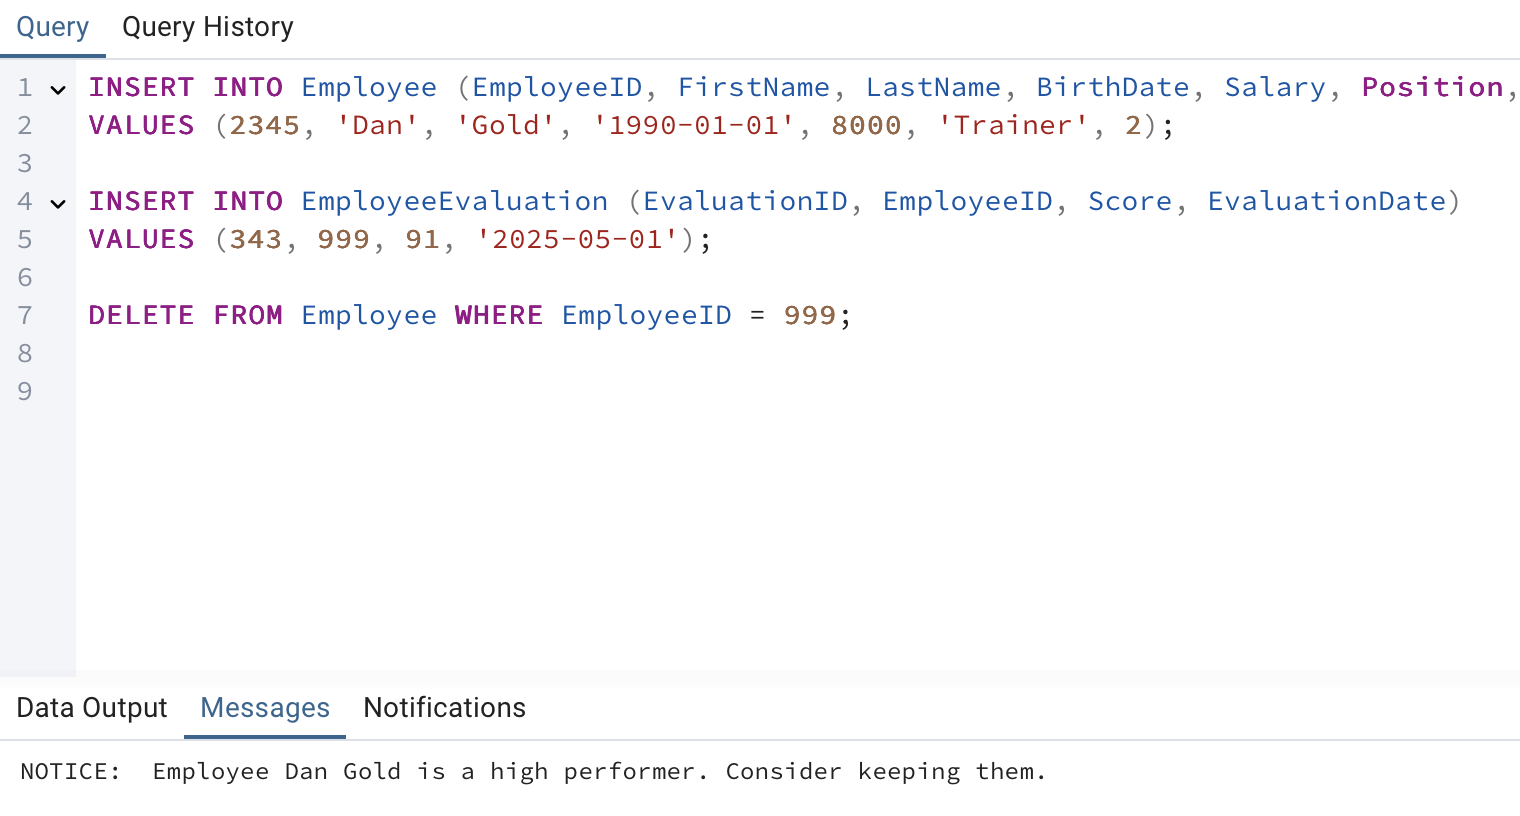 Query Query History
1 INSERT INTO Employee (EmployeeID, FirstName, LastName, BirthDate, Salary, Position,
2 VALUES (2345, 'Dan', 'Gold', '1990-01-01', 8000, 'Trainer', 2);
3
4 INSERT INTO EmployeeEvaluation (EvaluationID, EmployeeID, Score, EvaluationDate)
5 VALUES (343, 999, 91, '2025-05-01');
6
7 DELETE FROM Employee WHERE EmployeeID = 999;
8
9
Data Output Messages Notifications
NOTICE:  Employee Dan Gold is a high performer. Consider keeping them.